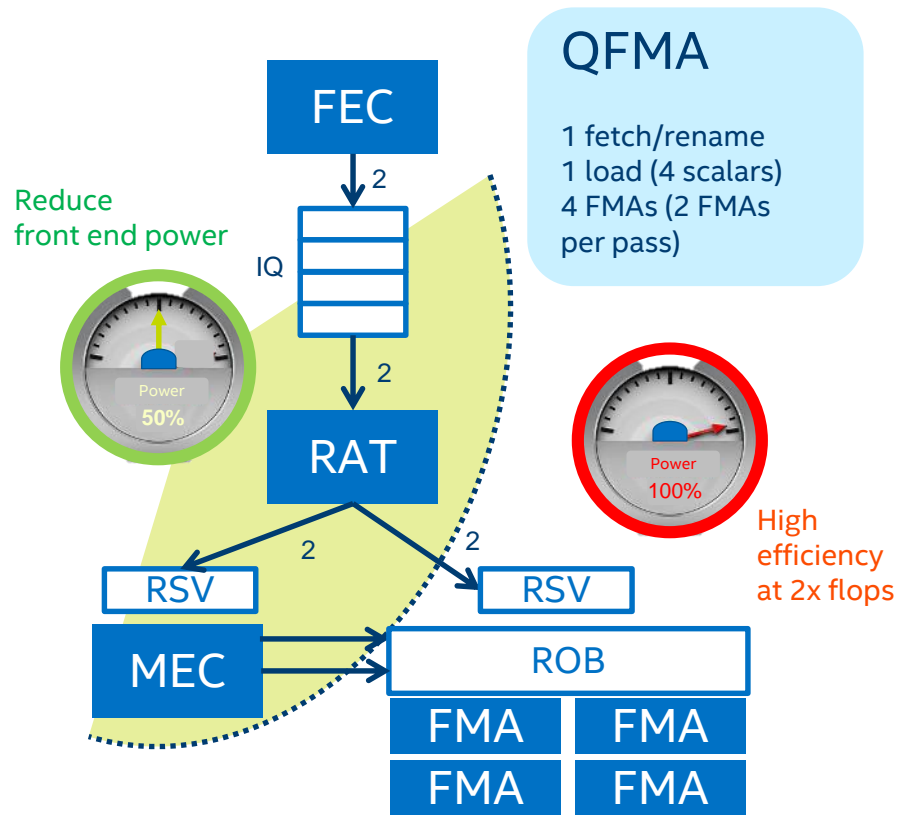 QFMA
1 fetch/rename
1 load (4 scalars)
4 FMAs (2 FMAs
per pass)
FEC
2
Reduce
front end power
IQ
2
Power
50%
RAT
Power
100%
High
efficiency
at 2x flops
2
2
RSV
RSV
MEC
ROB
FMA
FMA
FMA
FMA